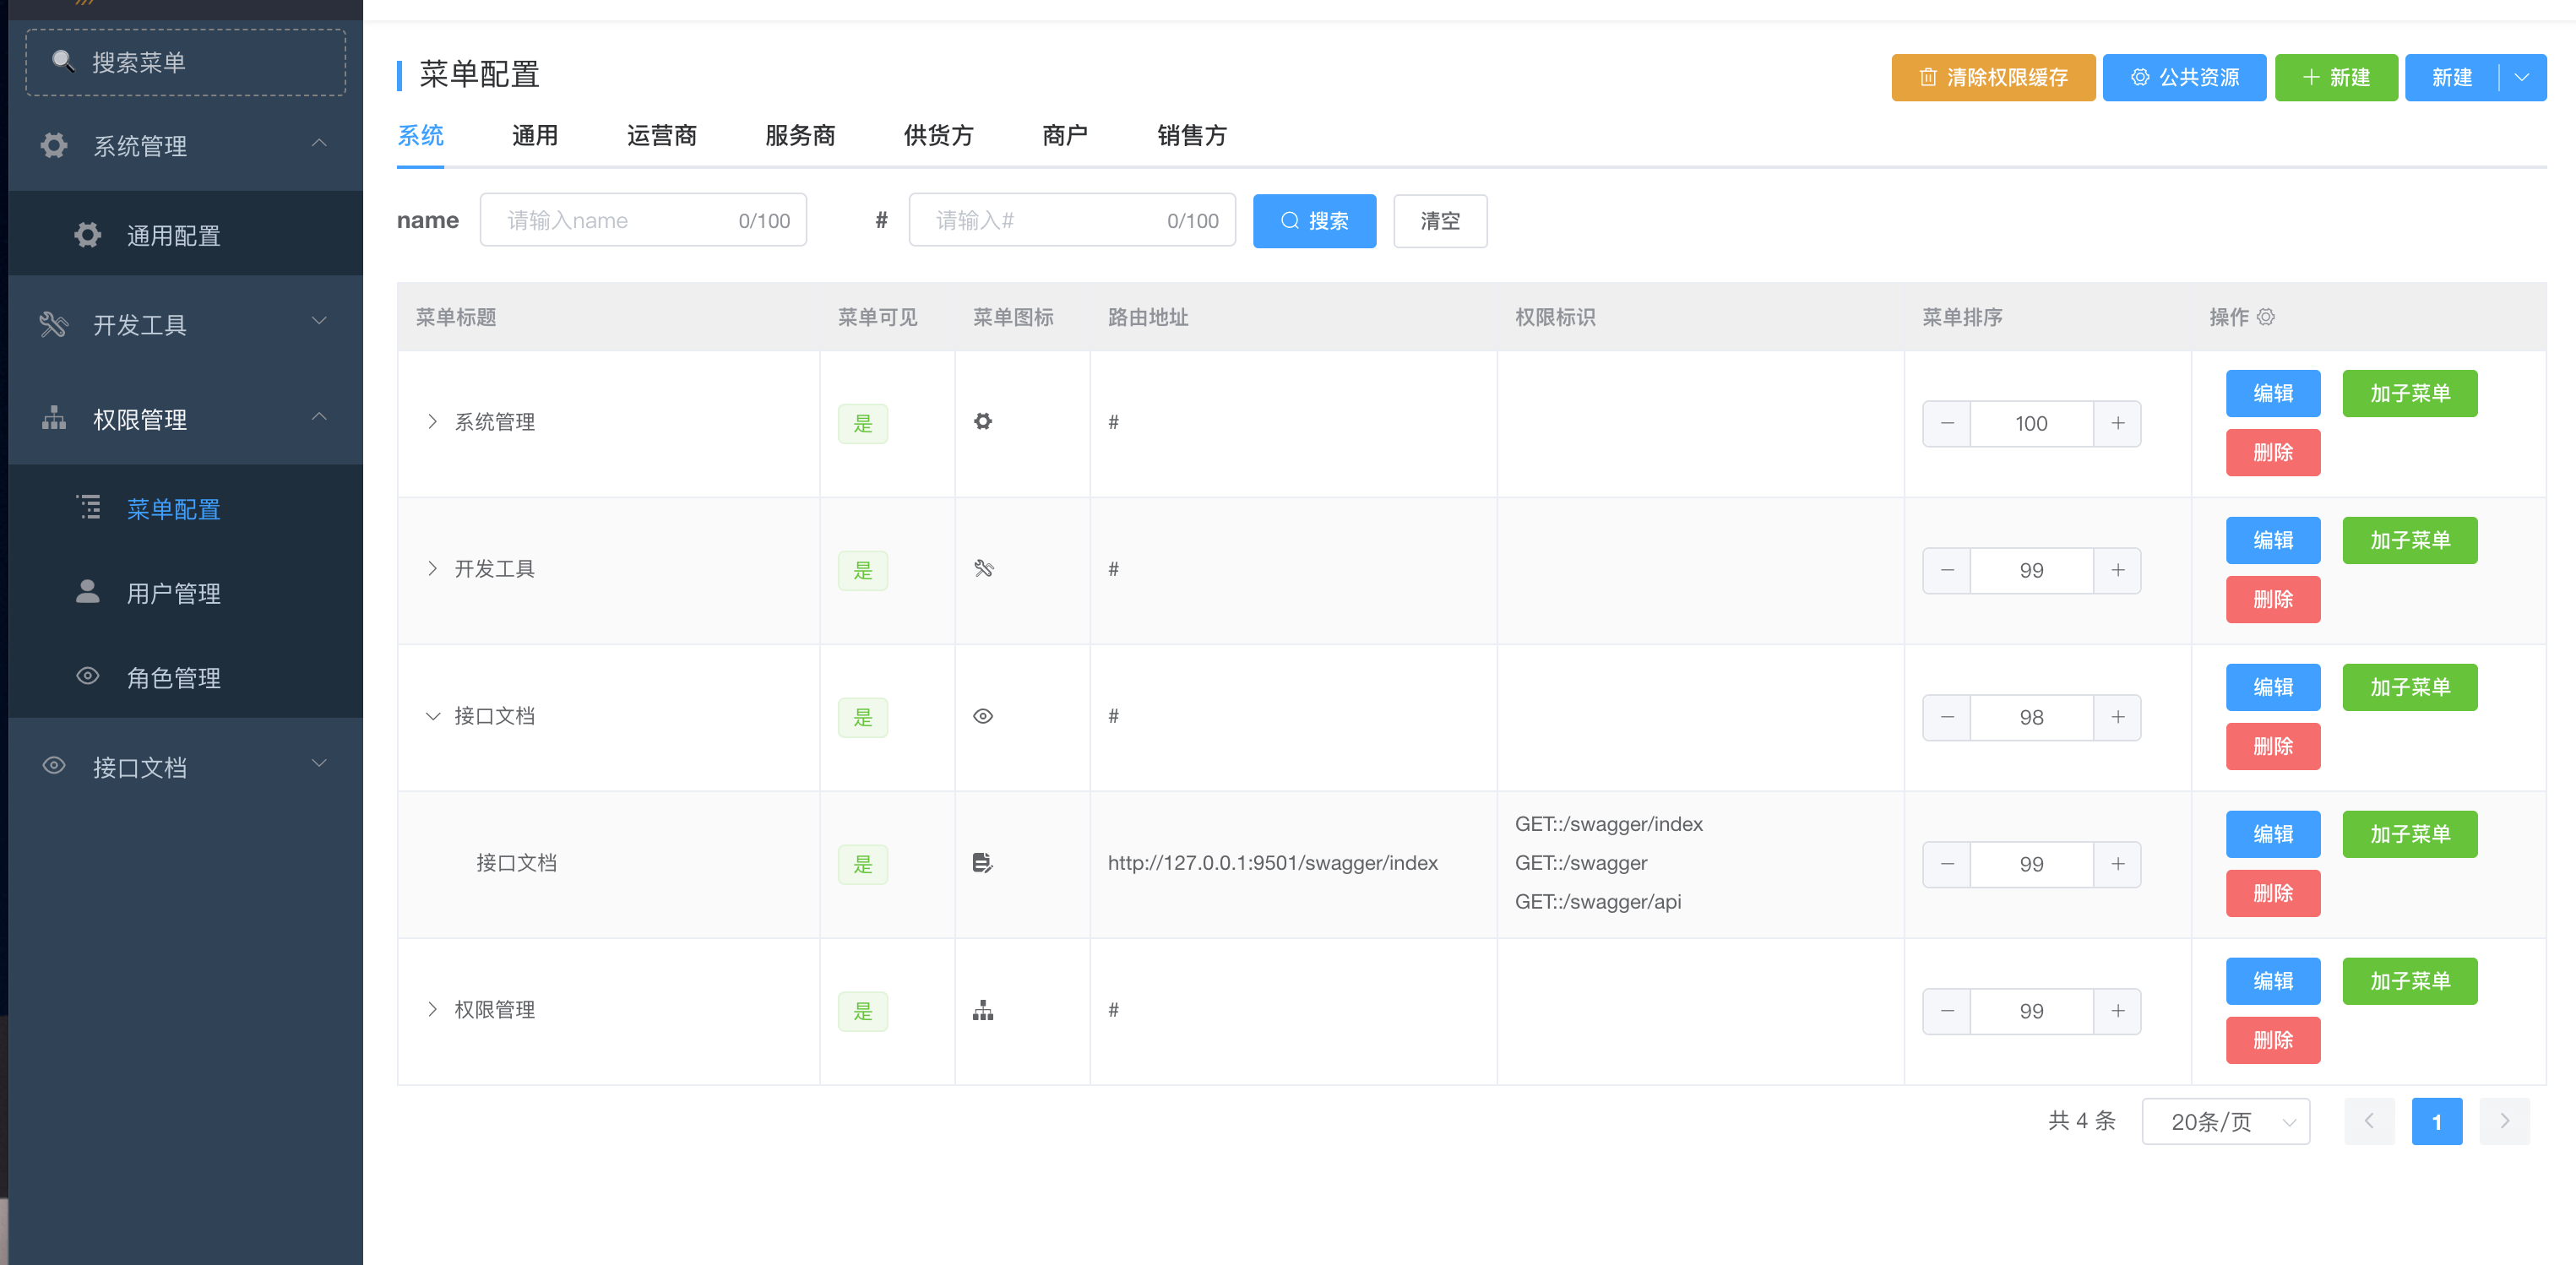 搜索菜单
系统管理
通用配置
开发工具
权限管理
菜单配置
用户管理
角色管理
接口文档
菜单配置
清除权限缓存 公共资源 新建 新建
系统 通用 运营商 服务商 供货方 商户 销售方
name 请输入name 0/100 # 请输入# 0/100 搜索 清空
菜单标题 菜单可见 菜单图标 路由地址 权限标识 菜单排序 操作
系统管理 是 # 100 编辑 加子菜单
删除
开发工具 是 # 99 编辑 加子菜单
删除
接口文档 是 # 98 编辑 加子菜单
删除
接口文档 是 http://127.0.0.1:9501/swagger/index
GET::/swagger/index
GET::/swagger
GET::/swagger/api
99 编辑 加子菜单
删除
权限管理 是 # 99 编辑 加子菜单
删除
共 4 条 20条/页 1